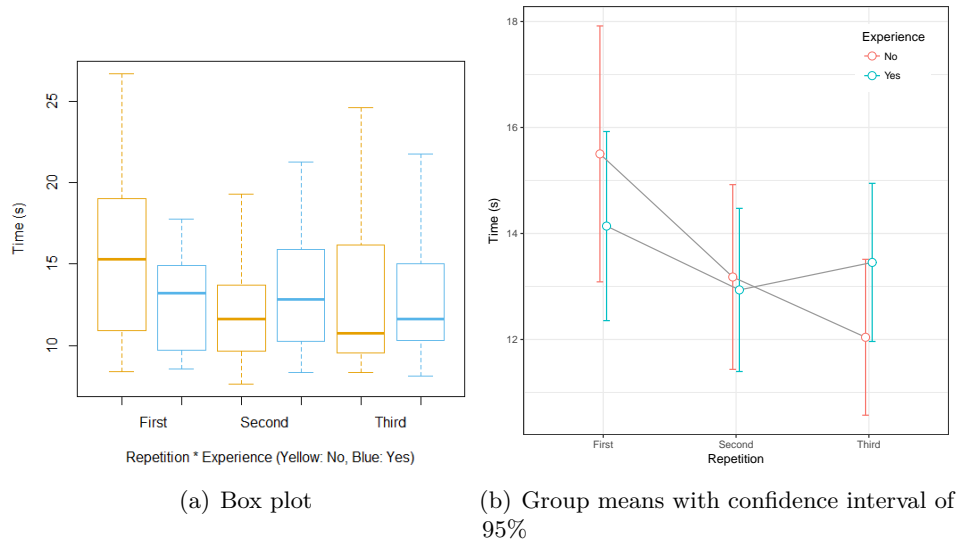 Time (s)
25
20
15
10
First Second Third
Repetition * Experience (Yellow: No, Blue: Yes)
(a) Box plot
Time (s)
18
16
14
12
Experience
No
Yes
First Second Third
Repetition
(b) Group means with confidence interval of
95%